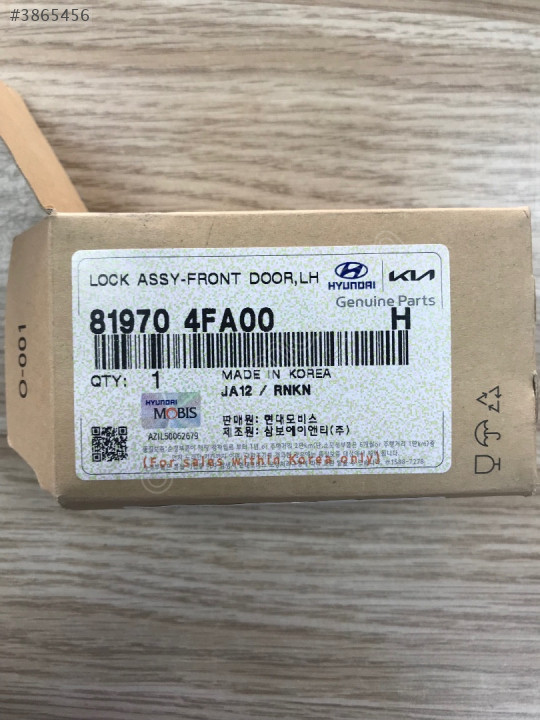 #3865456
LOCK ASSY-FRONT DOOR,LH
HYUNDAI
KIA
Genuine Parts
81970 4FA00
H
QTY: 1
MADE IN KOREA
JA12 / RNKN
HYUNDAI
MOBIS
판매원: 현대모비스
제조원: 삼보에이앤티(주)
AZIL50062679
(For sales within Korea only)
O-001